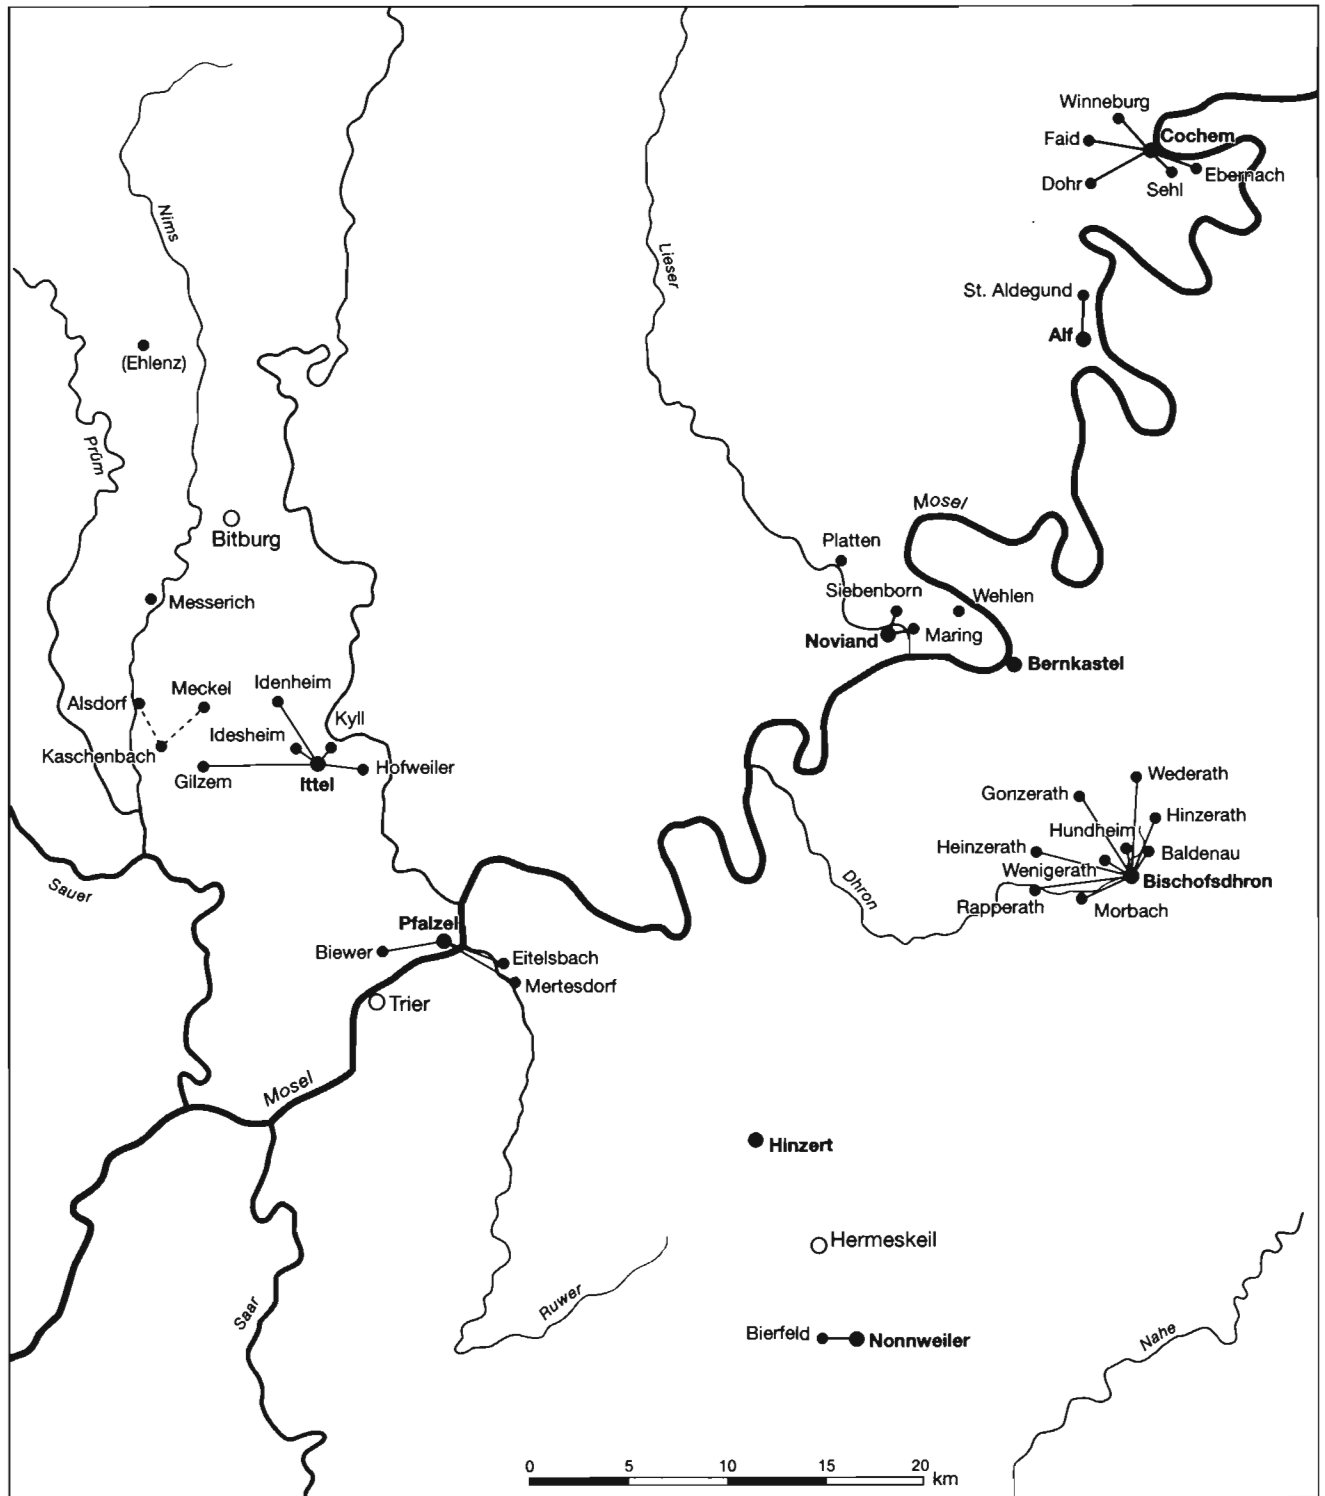 Winneburg
Faid
Cochem
Dohr
Sehl
Ebernach
Nims
Lieser
St. Aldegund
Alf
(Ehlenz)
Prüm
Mosel
Bitburg
Platten
Siebenborn
Wehlen
Messerich
Noviand
Maring
Bernkastel
Idenheim
Meckel
Alsdorf
Kyll
Idesheim
Kaschenbach
Hofweiler
Gilzem
Ittel
Wederath
Gonzerath
Hinzerath
Hundheim
Heinzerath
Baldenau
Wenigerath
Bischofsdhron
Rapperath
Morbach
Dhron
Sauer
Pfalzel
Biewer
Eitelsbach
Mertesdorf
Trier
Mosel
Hinzert
Hermeskeil
Ruwer
Saar
Bierfeld
Nonnweiler
Nahe
0 5 10 15 20 km